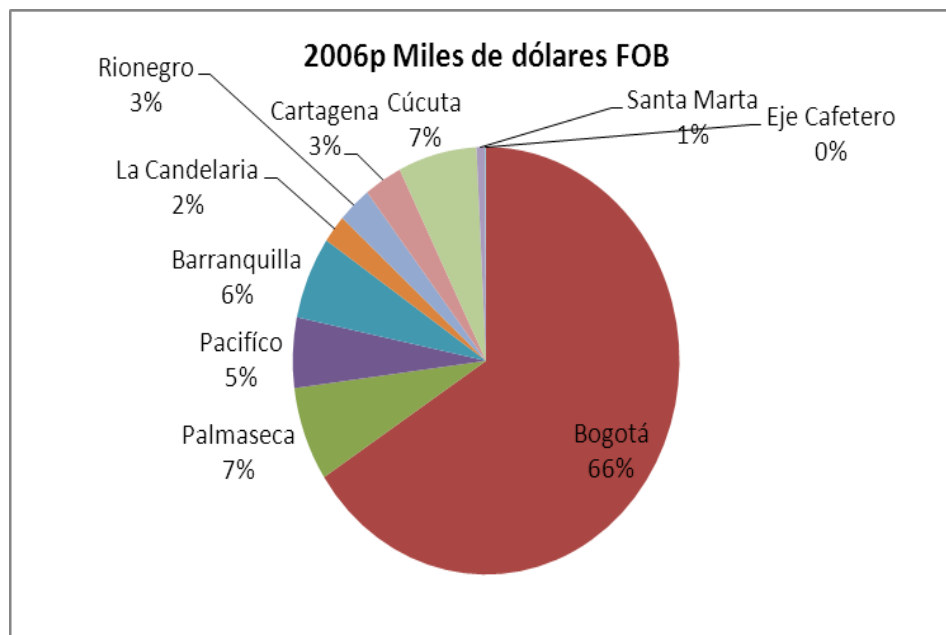 2006p Miles de dólares FOB
Rionegro
3%
Cartagena
3%
Cúcuta
7%
Santa Marta
1%
Eje Cafetero
0%
La Candelaria
2%
Barranquilla
6%
Pacifíco
5%
Palmaseca
7%
Bogotá
66%